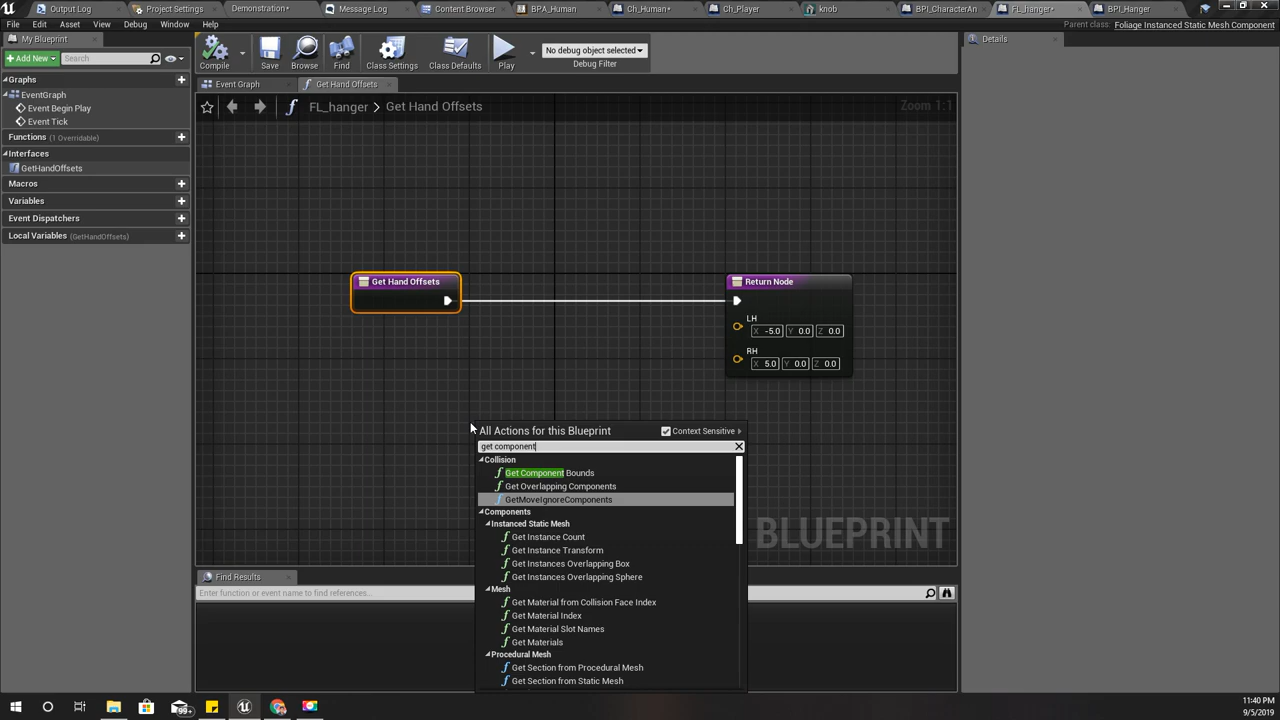 Output Log
Project Settings
Demonstration*
Message Log
Content Browser
BPA_Human
Ch_Human*
Ch_Player
knob
BPI_CharacterAn
FL_hanger*
BPI_Hanger
File
Edit
Asset
View
Debug
Window
Help
Parent class: Foliage Instanced Static Mesh Component
My Blueprint
Details
+Add New
Search
Compile
Save
Browse
Find
Class Settings
Class Defaults
Play
No debug object selected
Debug Filter
Graphs
EventGraph
Event Begin Play
Event Tick
Functions (1 Overridable)
Interfaces
GetHandOffsets
Macros
Variables
Event Dispatchers
Local Variables (GetHandOffsets)
Event Graph
Get Hand Offsets
FL_hanger > Get Hand Offsets
Zoom 1:1
Get Hand Offsets
Return Node
LH
X -5.0 Y 0.0 Z 0.0
RH
X 5.0 Y 0.0 Z 0.0
All Actions for this Blueprint
Context Sensitive
get component
Collision
Get Component Bounds
Get Overlapping Components
GetMoveIgnoreComponents
Components
Instanced Static Mesh
Get Instance Count
Get Instance Transform
Get Instances Overlapping Box
Get Instances Overlapping Sphere
Mesh
Get Material from Collision Face Index
Get Material Index
Get Material Slot Names
Get Materials
Procedural Mesh
Get Section from Procedural Mesh
Get Section from Static Mesh
BLUEPRINT
Find Results
Enter function or event name to find references...
99+
11:40 PM
9/5/2019